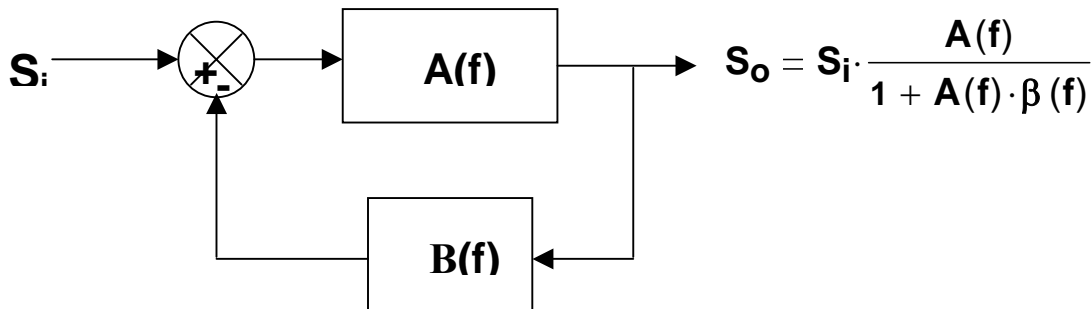 Si
+
-
A(f)
B(f)
So = Si · A(f) / 1 + A(f) · β (f)